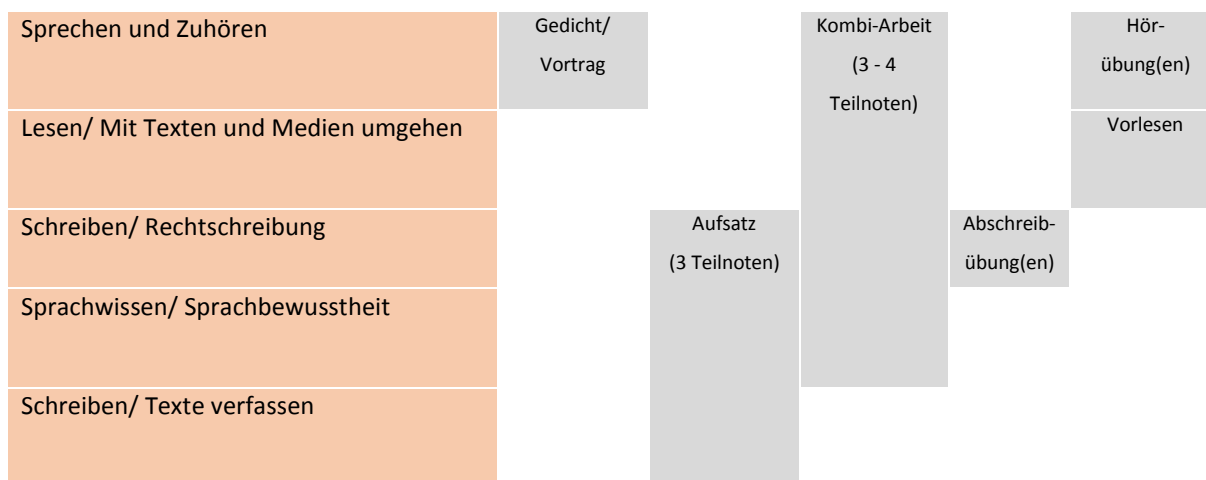 Sprechen und Zuhören
Gedicht/
Vortrag
Kombi-Arbeit
(3 - 4
Teilnoten)
Hör-
übung(en)
Lesen/ Mit Texten und Medien umgehen
Vorlesen
Schreiben/ Rechtschreibung
Aufsatz
(3 Teilnoten)
Abschreib-
übung(en)
Sprachwissen/ Sprachbewusstheit
Schreiben/ Texte verfassen